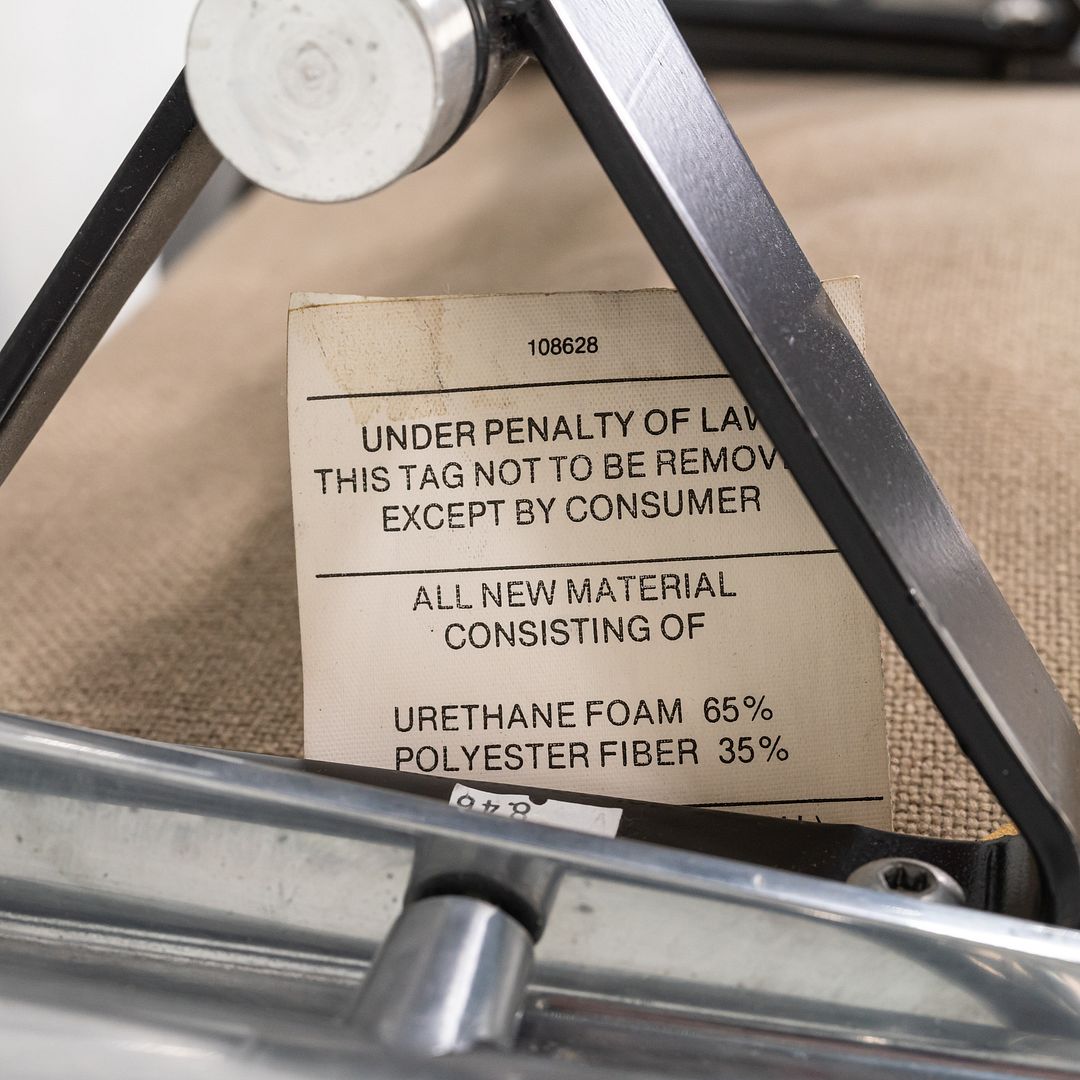 108628
UNDER PENALTY OF LAW
THIS TAG NOT TO BE REMOV
EXCEPT BY CONSUMER
ALL NEW MATERIAL
CONSISTING OF
URETHANE FOAM 65%
POLYESTER FIBER 35%